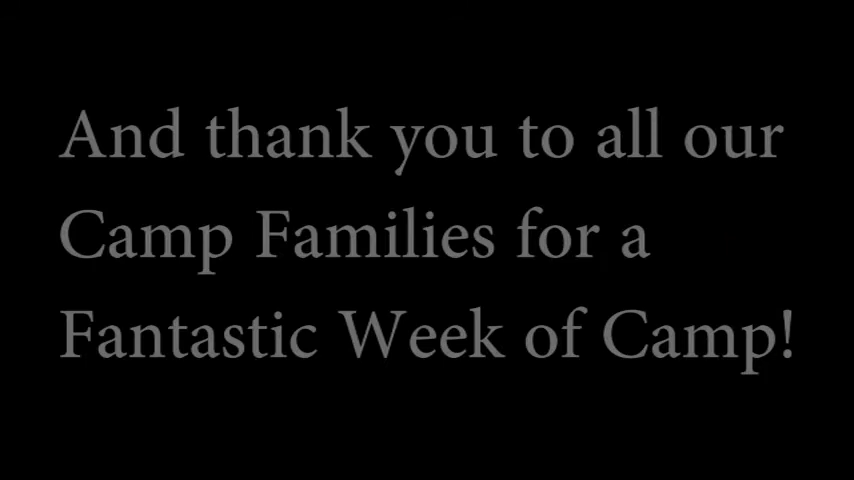 And thank you to all our
Camp Families for a
Fantastic Week of Camp!